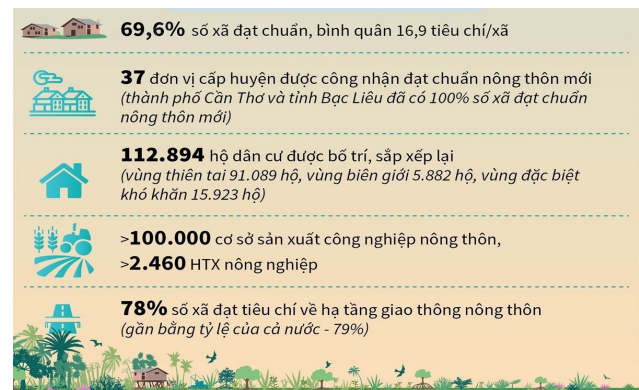 69,6% số xã đạt chuẩn, bình quân 16,9 tiêu chí/xã
37 đơn vị cấp huyện được công nhận đạt chuẩn nông thôn mới
(thành phố Cần Thơ và tỉnh Bạc Liêu đã có 100% số xã đạt chuẩn
nông thôn mới)
112.894 hộ dân cư được bố trí, sắp xếp lại
(vùng thiên tai 91.089 hộ, vùng biên giới 5.882 hộ, vùng đặc biệt
khó khăn 15.923 hộ)
>100.000 cơ sở sản xuất công nghiệp nông thôn,
>2.460 HTX nông nghiệp
78% số xã đạt tiêu chí về hạ tầng giao thông nông thôn
(gần bằng tỷ lệ của cả nước - 79%)